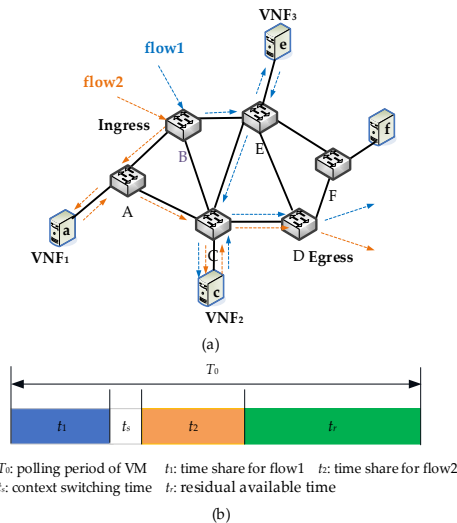 VNF3
flow1
e
flow2
Ingress
f
B
E
A
F
a
VNF1
C
D Egress
c
VNF2
(a)
T0
t1 ts t2 tr
T0: polling period of VM t1: time share for flow1 t2: time share for flow2
ts: context switching time tr: residual available time
(b)